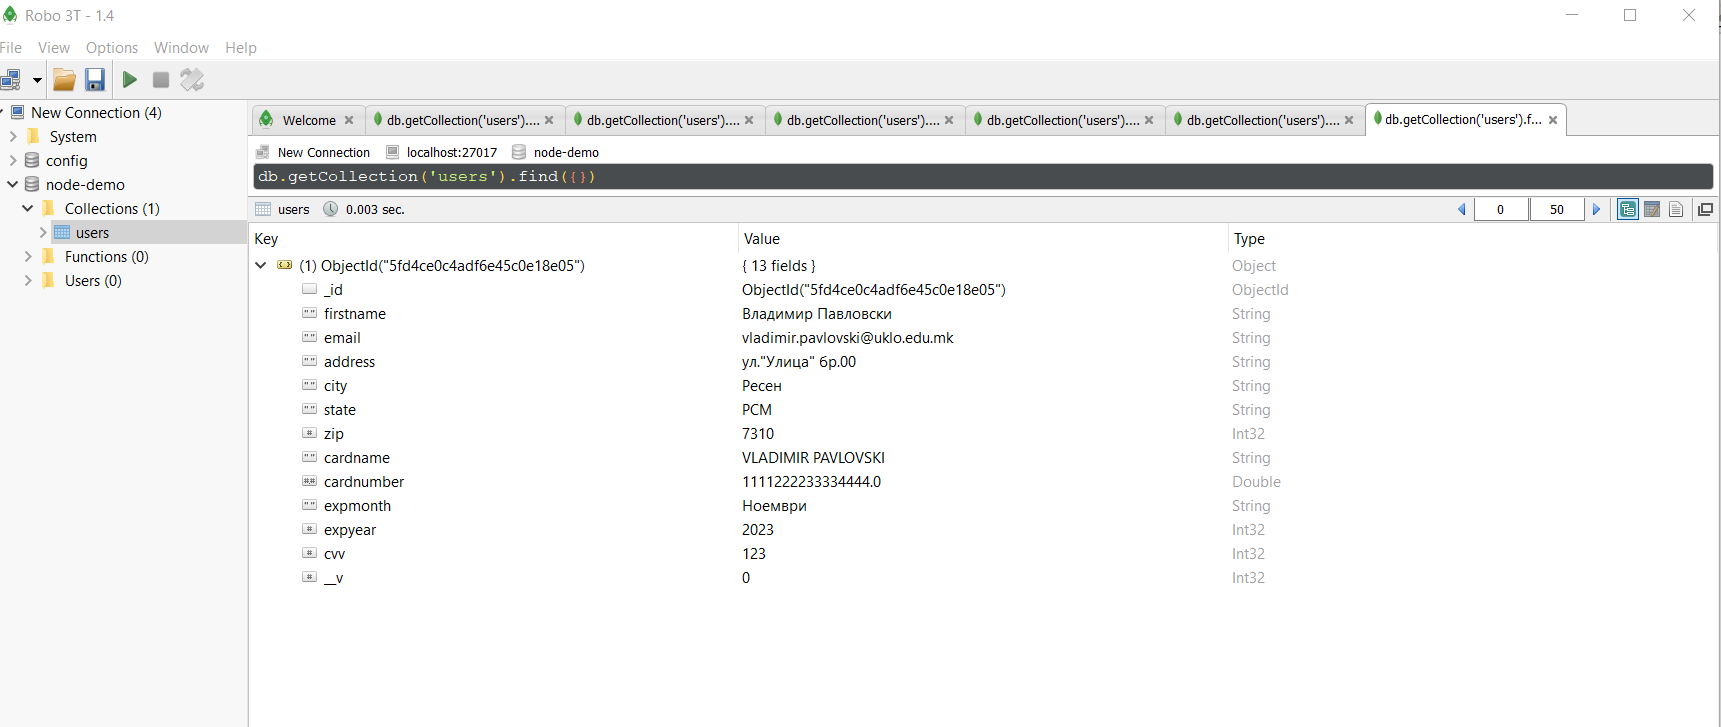 Robo 3T - 1.4
File View Options Window Help
New Connection (4)
System
config
node-demo
Collections (1)
users
Functions (0)
Users (0)
Welcome db.getCollection('users').... db.getCollection('users').... db.getCollection('users').... db.getCollection('users').... db.getCollection('users').... db.getCollection('users').f...
New Connection localhost:27017 node-demo
db.getCollection('users').find({})
users 0.003 sec. 0 50
Key Value Type
(1) ObjectId("5fd4ce0c4adf6e45c0e18e05") { 13 fields } Object
_id ObjectId("5fd4ce0c4adf6e45c0e18e05") ObjectId
firstname Владимир Павловски String
email vladimir.pavlovski@uklo.edu.mk String
address ул."Улица" бр.00 String
city Ресен String
state РСМ String
zip 7310 Int32
cardname VLADIMIR PAVLOVSKI String
cardnumber 1111222233334444.0 Double
expmonth Ноември String
expyear 2023 Int32
cvv 123 Int32
__v 0 Int32